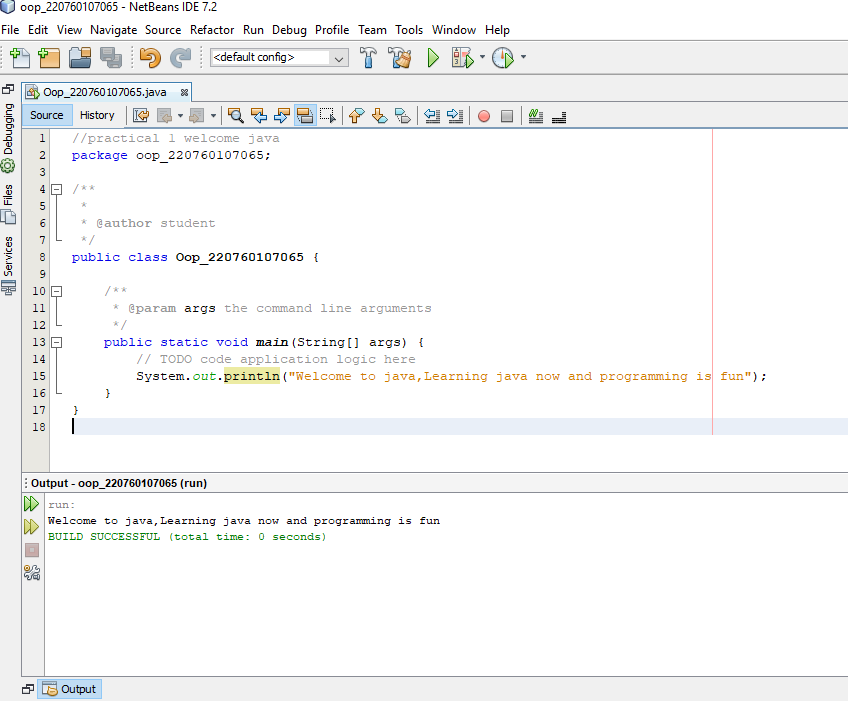 oop_220760107065 - NetBeans IDE 7.2
File Edit View Navigate Source Refactor Run Debug Profile Team Tools Window Help
<default config>
Oop_220760107065.java
Source History
Debugging
Files
Services
1 //practical 1 welcome java
2 package oop_220760107065;
3
4 /**
5 *
6 * @author student
7 */
8 public class Oop_220760107065 {
9
10 /**
11 * @param args the command line arguments
12 */
13 public static void main(String[] args) {
14 // TODO code application logic here
15 System.out.println("Welcome to java,Learning java now and programming is fun");
16 }
17 }
18
Output - oop_220760107065 (run)
run:
Welcome to java,Learning java now and programming is fun
BUILD SUCCESSFUL (total time: 0 seconds)
Output